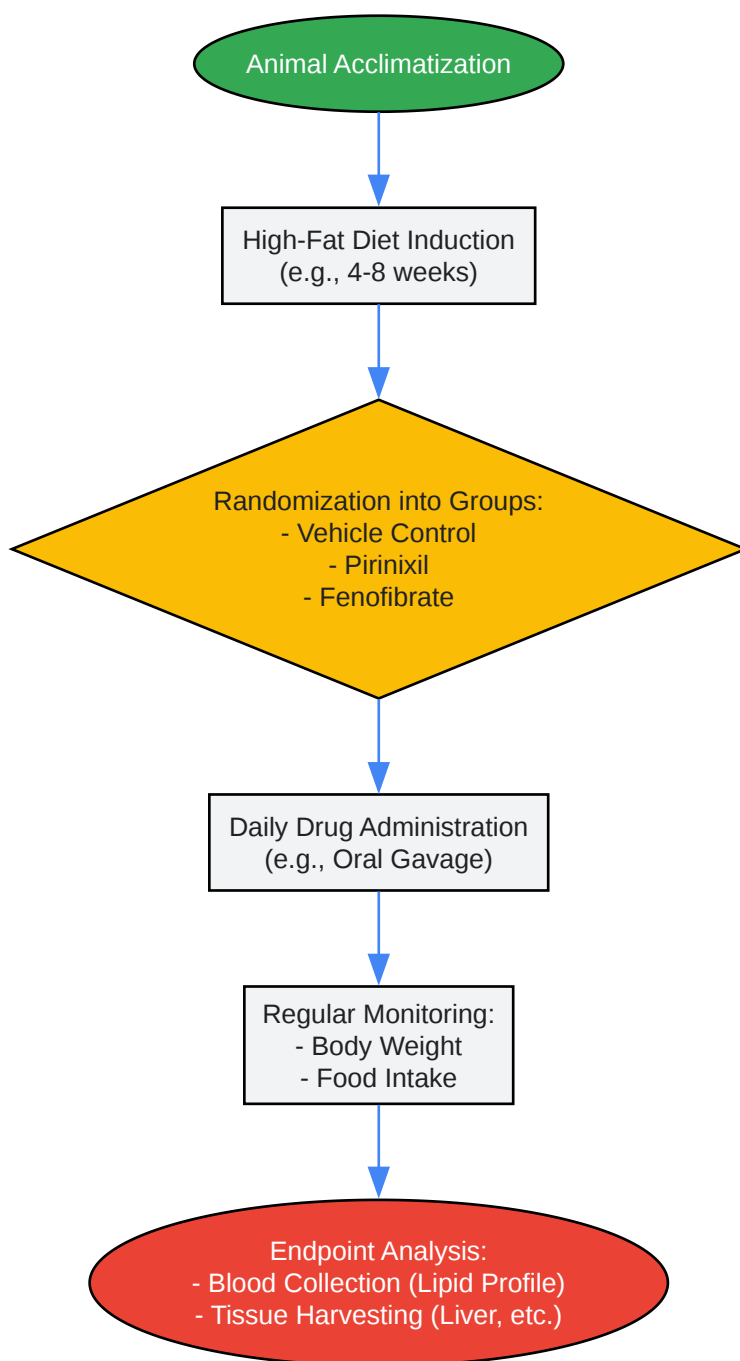 Animal Acclimatization
High-Fat Diet Induction
(e.g., 4-8 weeks)
Randomization into Groups:
- Vehicle Control
- Pirinixil
- Fenofibrate
Daily Drug Administration
(e.g., Oral Gavage)
Regular Monitoring:
- Body Weight
- Food Intake
Endpoint Analysis:
- Blood Collection (Lipid Profile)
- Tissue Harvesting (Liver, etc.)